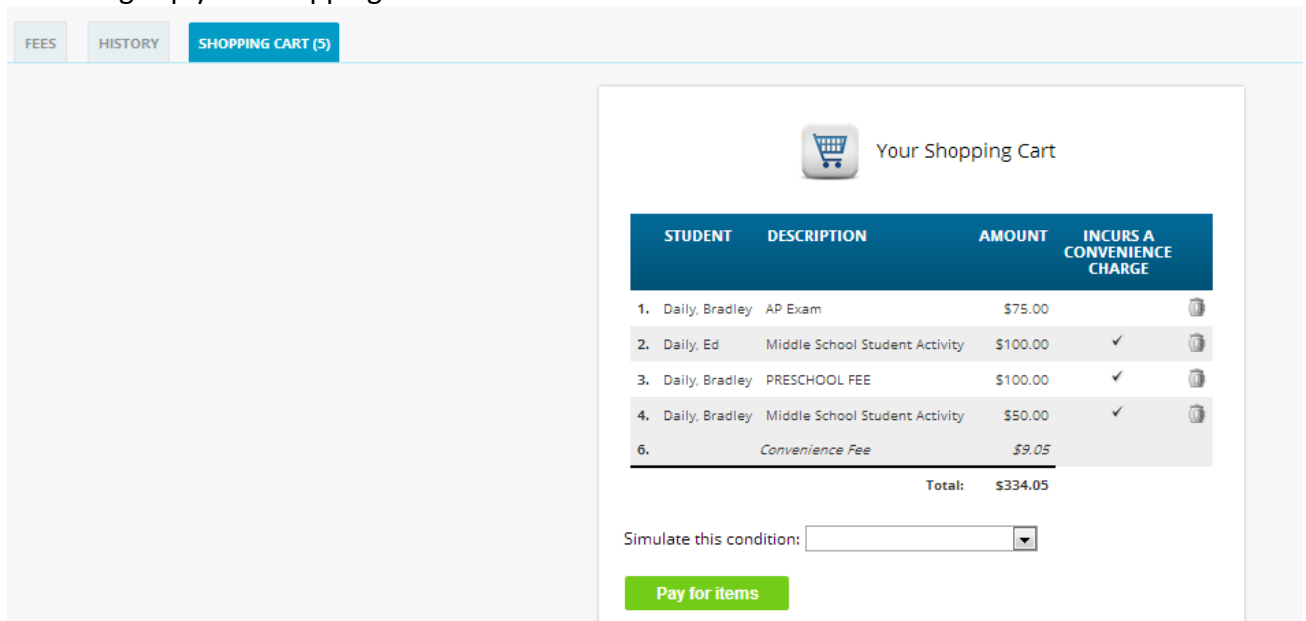 FEES HISTORY SHOPPING CART (5)
Your Shopping Cart
STUDENT DESCRIPTION AMOUNT INCURS A CONVENIENCE CHARGE
1. Daily, Bradley AP Exam $75.00
2. Daily, Ed Middle School Student Activity $100.00 ✓
3. Daily, Bradley PRESCHOOL FEE $100.00 ✓
4. Daily, Bradley Middle School Student Activity $50.00 ✓
6. Convenience Fee $9.05
Total: $334.05
Simulate this condition:
Pay for items